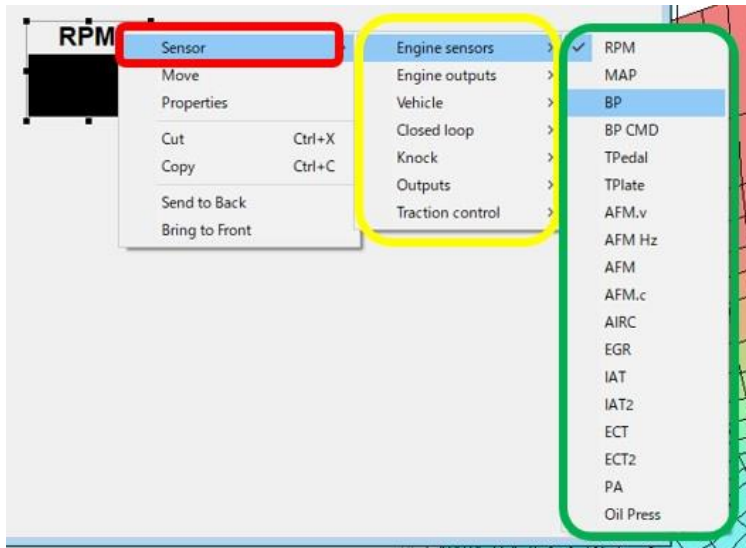 RPM
Sensor
Move
Properties
Cut Ctrl+X
Copy Ctrl+C
Send to Back
Bring to Front
Engine sensors
Engine outputs
Vehicle
Closed loop
Knock
Outputs
Traction control
RPM
MAP
BP
BP CMD
TPedal
TPlate
AFM.v
AFM Hz
AFM
AFM.c
AIRC
EGR
IAT
IAT2
ECT
ECT2
PA
Oil Press